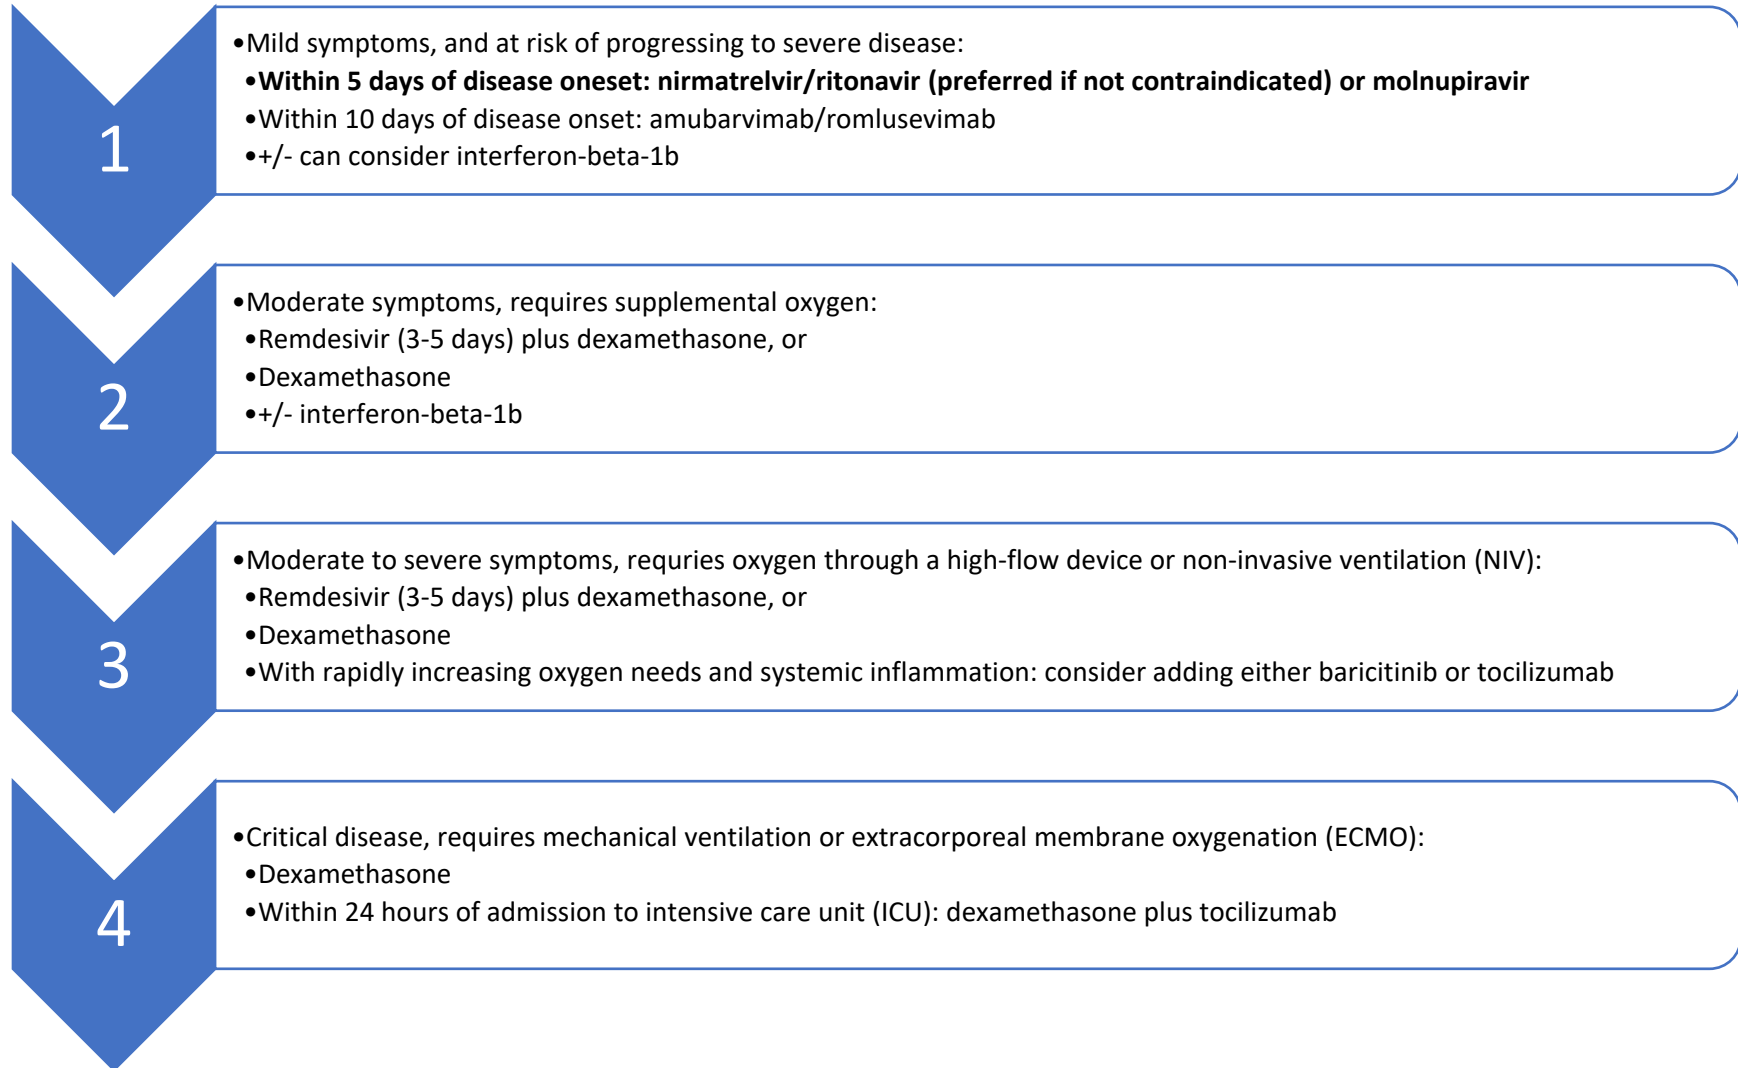 1
•Mild symptoms, and at risk of progressing to severe disease:
•Within 5 days of disease oneset: nirmatrelvir/ritonavir (preferred if not contraindicated) or molnupiravir
•Within 10 days of disease onset: amubarvimab/romlusevimab
•+/- can consider interferon-beta-1b
2
•Moderate symptoms, requires supplemental oxygen:
•Remdesivir (3-5 days) plus dexamethasone, or
•Dexamethasone
•+/- interferon-beta-1b
3
•Moderate to severe symptoms, requries oxygen through a high-flow device or non-invasive ventilation (NIV):
•Remdesivir (3-5 days) plus dexamethasone, or
•Dexamethasone
•With rapidly increasing oxygen needs and systemic inflammation: consider adding either baricitinib or tocilizumab
4
•Critical disease, requires mechanical ventilation or extracorporeal membrane oxygenation (ECMO):
•Dexamethasone
•Within 24 hours of admission to intensive care unit (ICU): dexamethasone plus tocilizumab